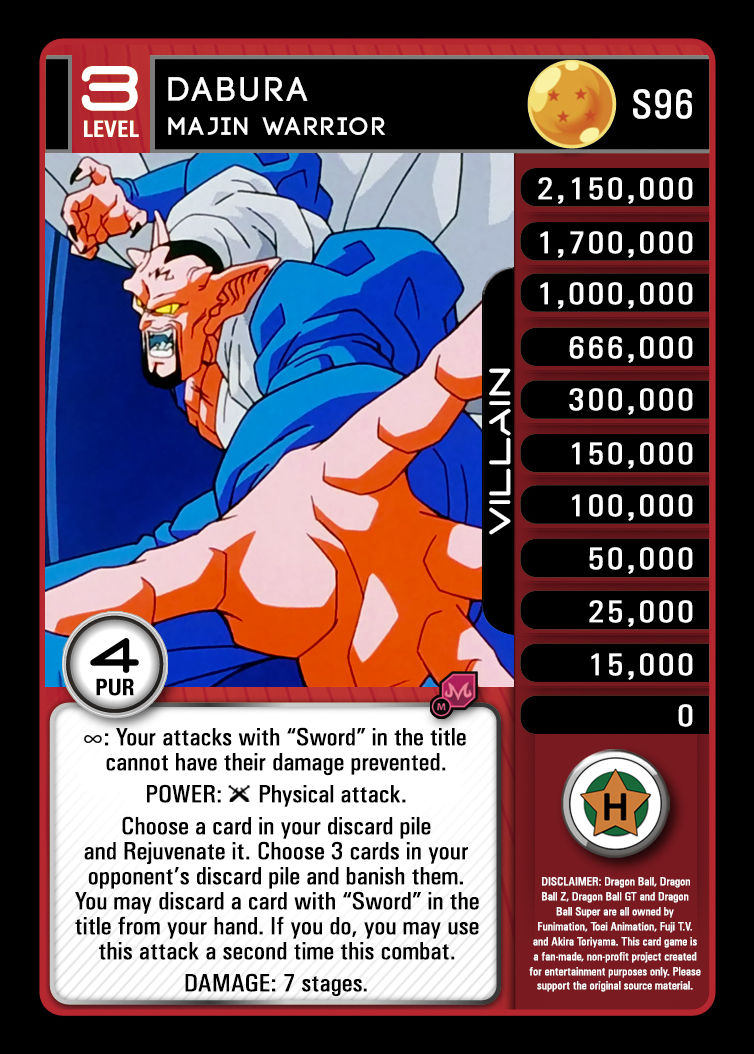 3
LEVEL
DABURA
MAJIN WARRIOR
S96
2,150,000
1,700,000
1,000,000
666,000
300,000
150,000
100,000
50,000
25,000
15,000
0
VILLAIN
4
PUR
M
M
∞: Your attacks with “Sword” in the title
cannot have their damage prevented.
POWER: Physical attack.
Choose a card in your discard pile
and Rejuvenate it. Choose 3 cards in your
opponent’s discard pile and banish them.
You may discard a card with “Sword” in the
title from your hand. If you do, you may use
this attack a second time this combat.
DAMAGE: 7 stages.
H
DISCLAIMER: Dragon Ball, Dragon
Ball Z, Dragon Ball GT and Dragon
Ball Super are all owned by
Funimation, Toei Animation, Fuji T.V.
and Akira Toriyama. This card game is
a fan-made, non-profit project created
for entertainment purposes only. Please
support the original source material.